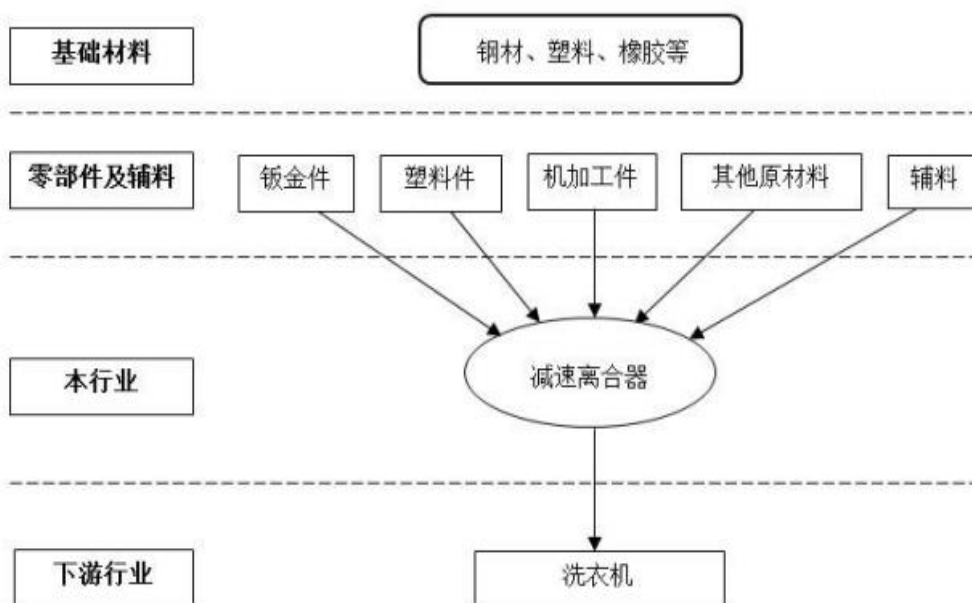 基础材料
钢材、塑料、橡胶等
零部件及辅料
钣金件
塑料件
机加工件
其他原材料
辅料
本行业
减速离合器
下游行业
洗衣机